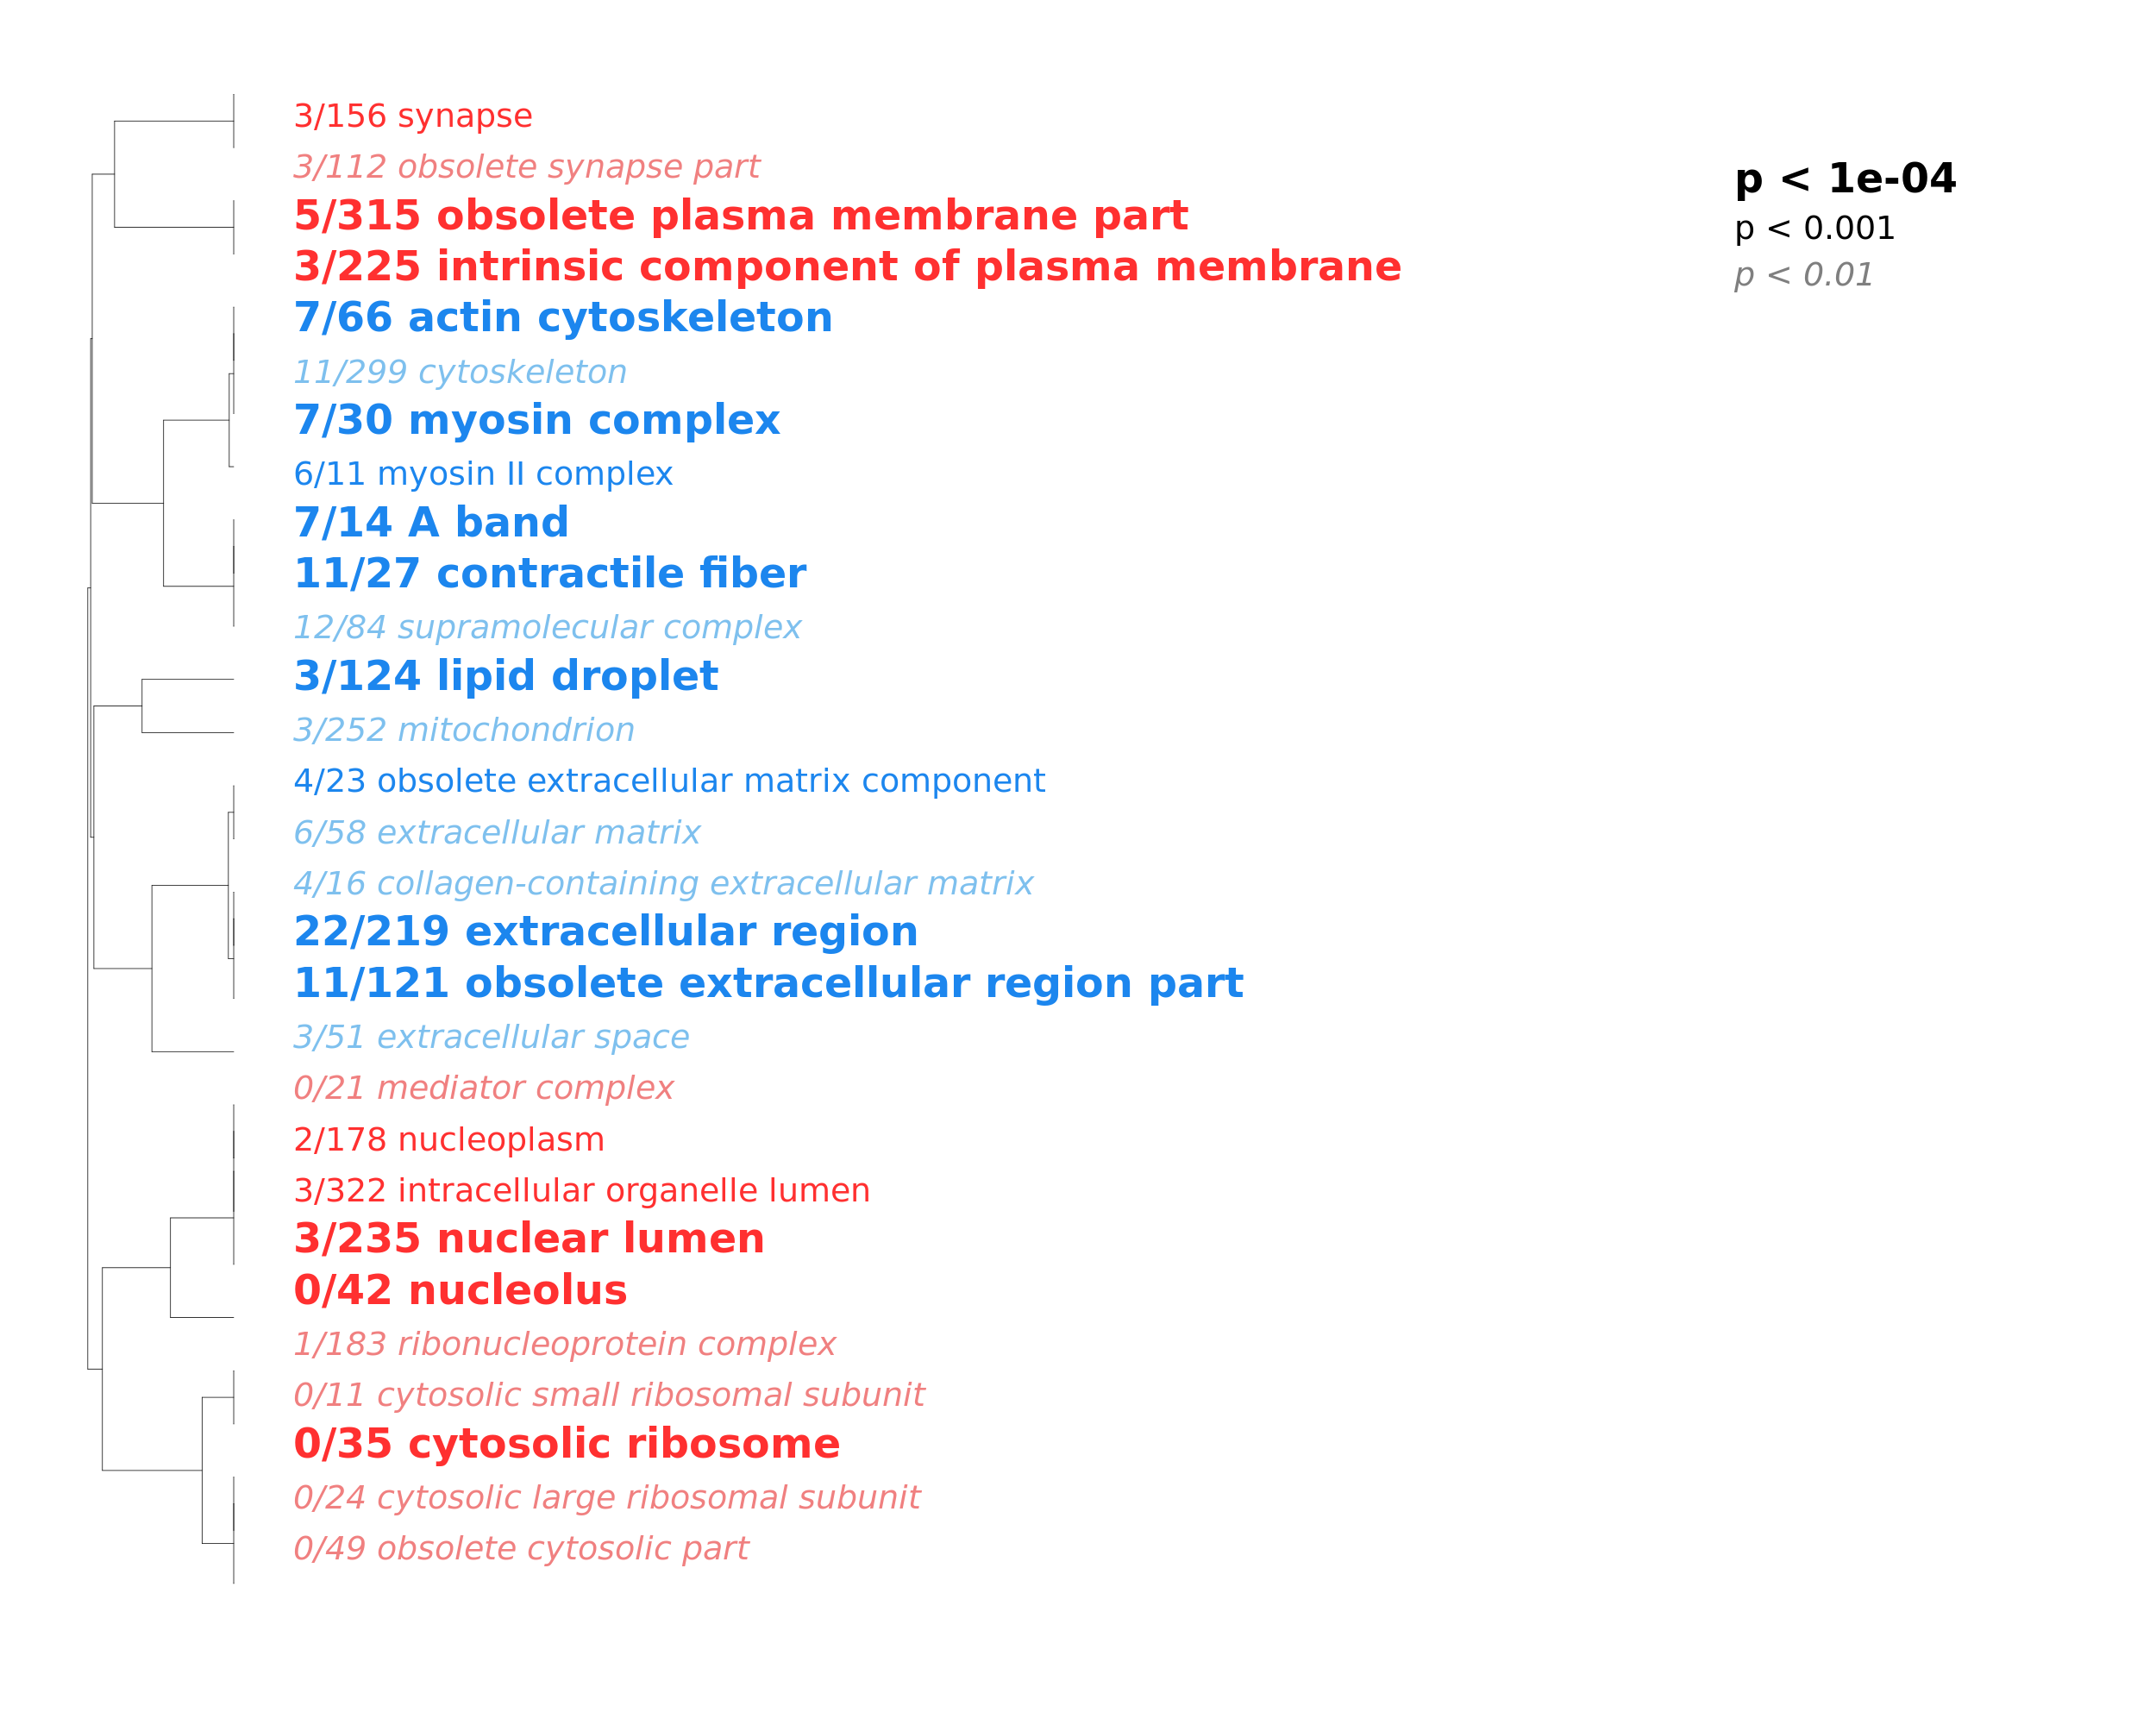 3/156 synapse
3/112 obsolete synapse part
5/315 obsolete plasma membrane part
3/225 intrinsic component of plasma membrane
7/66 actin cytoskeleton
11/299 cytoskeleton
7/30 myosin complex
6/11 myosin II complex
7/14 A band
11/27 contractile fiber
12/84 supramolecular complex
3/124 lipid droplet
3/252 mitochondrion
4/23 obsolete extracellular matrix component
6/58 extracellular matrix
4/16 collagen-containing extracellular matrix
22/219 extracellular region
11/121 obsolete extracellular region part
3/51 extracellular space
0/21 mediator complex
2/178 nucleoplasm
3/322 intracellular organelle lumen
3/235 nuclear lumen
0/42 nucleolus
1/183 ribonucleoprotein complex
0/11 cytosolic small ribosomal subunit
0/35 cytosolic ribosome
0/24 cytosolic large ribosomal subunit
0/49 obsolete cytosolic part
p < 1e-04
p < 0.001
p < 0.01